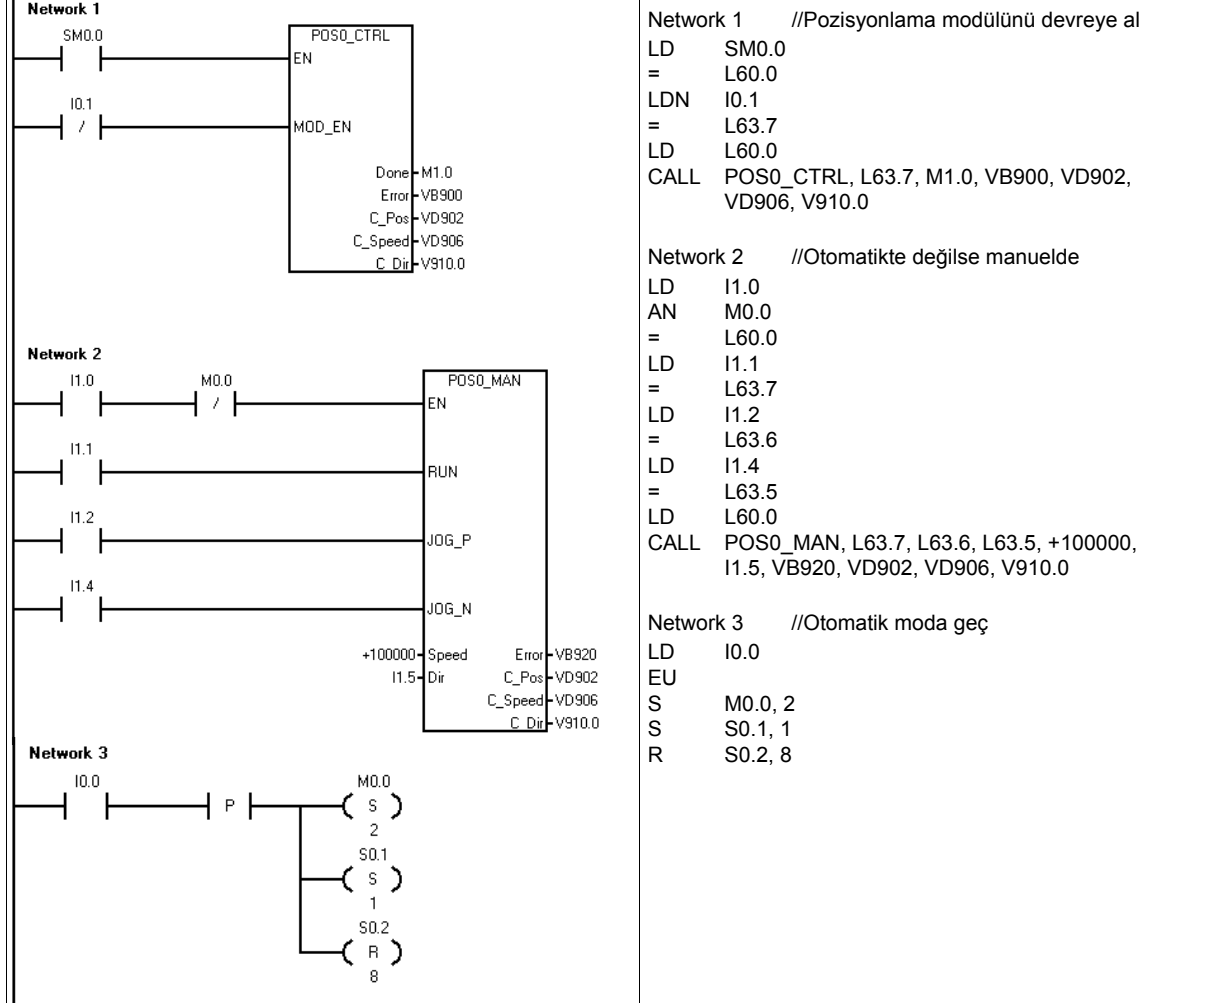 Network 1
SM0.0
POS0_CTRL
EN
I0.1
/
MOD_EN
Done M1.0
Error VB900
C_Pos VD902
C_Speed VD906
C_Dir V910.0
Network 2
I1.0 M0.0 POS0_MAN
/ EN
I1.1
RUN
I1.2
JOG_P
I1.4
JOG_N
+100000 Speed Error VB920
I1.5 Dir C_Pos VD902
C_Speed VD906
C_Dir V910.0
Network 3
I0.0 M0.0
P S
2
S0.1
S
1
S0.2
R
8
Network 1 //Pozisyonlama modülünü devreye al
LD SM0.0
= L60.0
LDN I0.1
= L63.7
LD L60.0
CALL POS0_CTRL, L63.7, M1.0, VB900, VD902,
VD906, V910.0
Network 2 //Otomatikte değilse manuelde
LD I1.0
AN M0.0
= L60.0
LD I1.1
= L63.7
LD I1.2
= L63.6
LD I1.4
= L63.5
LD L60.0
CALL POS0_MAN, L63.7, L63.6, L63.5, +100000,
I1.5, VB920, VD902, VD906, V910.0
Network 3 //Otomatik moda geç
LD I0.0
EU
S M0.0, 2
S S0.1, 1
R S0.2, 8